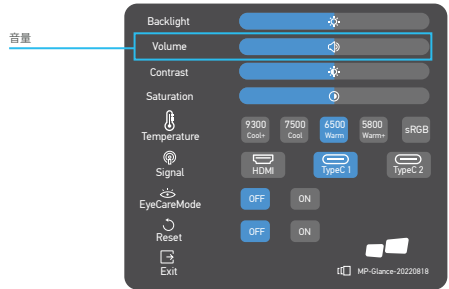 Backlight
音量
Volume
Contrast
Saturation
Temperature
9300 Cool+
7500 Cool
6500 Warm
5800 Warm+
sRGB
Signal
HDMI
TypeC 1
TypeC 2
EyeCareMode
OFF
ON
Reset
OFF
ON
Exit
MP-Glance-20220818